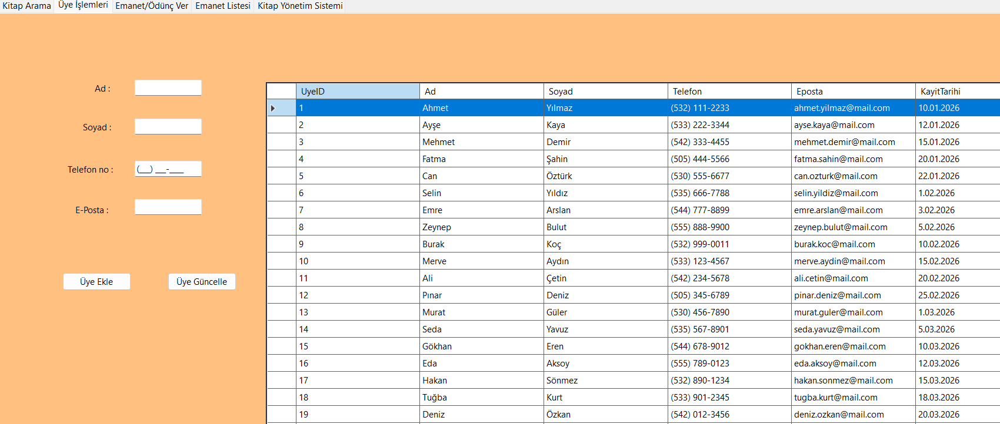 Kitap Arama Üye İşlemleri Emanet/Ödünç Ver Emanet Listesi Kitap Yönetim Sistemi
Ad :
Soyad :
Telefon no : (___) ___-____
E-Posta :
Üye Ekle Üye Güncelle
UyeID Ad Soyad Telefon Eposta KayitTarihi
1 Ahmet Yılmaz (532) 111-2233 ahmet.yilmaz@mail.com 10.01.2026
2 Ayşe Kaya (533) 222-3344 ayse.kaya@mail.com 12.01.2026
3 Mehmet Demir (542) 333-4455 mehmet.demir@mail.com 15.01.2026
4 Fatma Şahin (505) 444-5566 fatma.sahin@mail.com 20.01.2026
5 Can Öztürk (530) 555-6677 can.ozturk@mail.com 22.01.2026
6 Selin Yıldız (535) 666-7788 selin.yildiz@mail.com 1.02.2026
7 Emre Arslan (544) 777-8899 emre.arslan@mail.com 3.02.2026
8 Zeynep Bulut (555) 888-9900 zeynep.bulut@mail.com 5.02.2026
9 Burak Koç (532) 999-0011 burak.koc@mail.com 10.02.2026
10 Merve Aydın (533) 123-4567 merve.aydin@mail.com 15.02.2026
11 Ali Çetin (542) 234-5678 ali.cetin@mail.com 20.02.2026
12 Pınar Deniz (505) 345-6789 pinar.deniz@mail.com 25.02.2026
13 Murat Güler (530) 456-7890 murat.guler@mail.com 1.03.2026
14 Seda Yavuz (535) 567-8901 seda.yavuz@mail.com 5.03.2026
15 Gökhan Eren (544) 678-9012 gokhan.eren@mail.com 10.03.2026
16 Eda Aksoy (555) 789-0123 eda.aksoy@mail.com 12.03.2026
17 Hakan Sönmez (532) 890-1234 hakan.sonmez@mail.com 15.03.2026
18 Tuğba Kurt (533) 901-2345 tugba.kurt@mail.com 18.03.2026
19 Deniz Özkan (542) 012-3456 deniz.ozkan@mail.com 20.03.2026